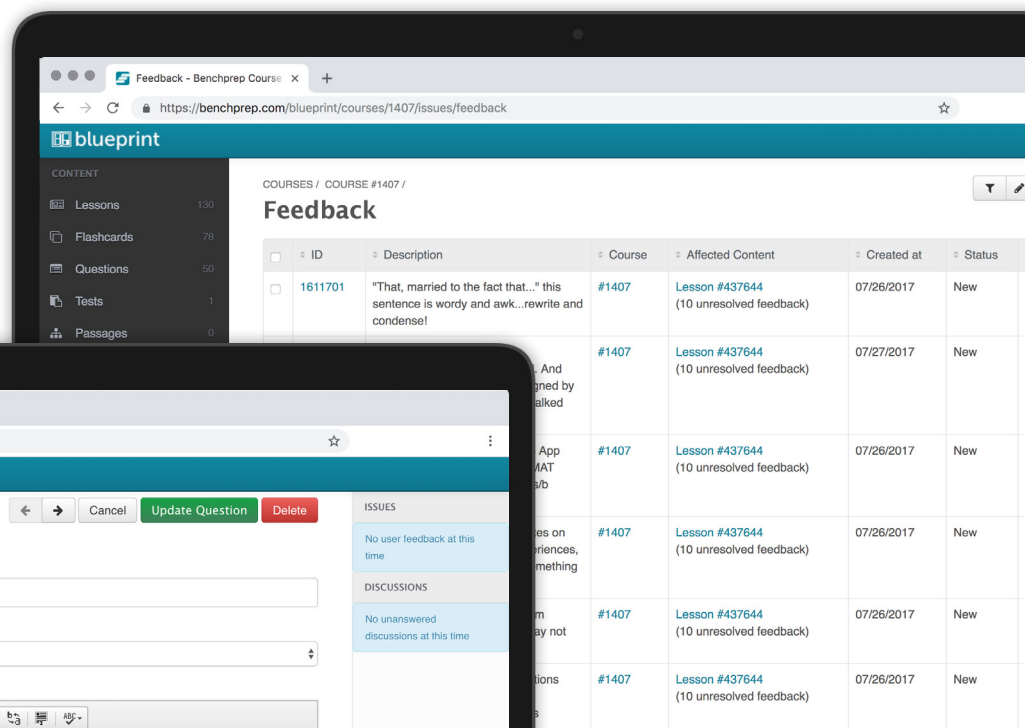 Feedback - Benchprep Course
https://benchprep.com/blueprint/courses/1407/issues/feedback
blueprint
CONTENT
Lessons 130
Flashcards 78
Questions 50
Tests 1
Passages 0
COURSES / COURSE #1407 /
Feedback
ID Description Course Affected Content Created at Status
1611701 "That, married to the fact that..." this #1407 Lesson #437644 07/26/2017 New
sentence is wordy and awk...rewrite and (10 unresolved feedback)
condense!
#1407 Lesson #437644 07/27/2017 New
. And (10 unresolved feedback)
gned by
alked
App #1407 Lesson #437644 07/26/2017 New
MAT (10 unresolved feedback)
s/b
es on #1407 Lesson #437644 07/26/2017 New
eriences, (10 unresolved feedback)
mething
m #1407 Lesson #437644 07/26/2017 New
ay not (10 unresolved feedback)
tions #1407 Lesson #437644 07/26/2017 New
(10 unresolved feedback)
s
Cancel Update Question Delete
ISSUES
No user feedback at this
time
DISCUSSIONS
No unanswered
discussions at this time
ABC